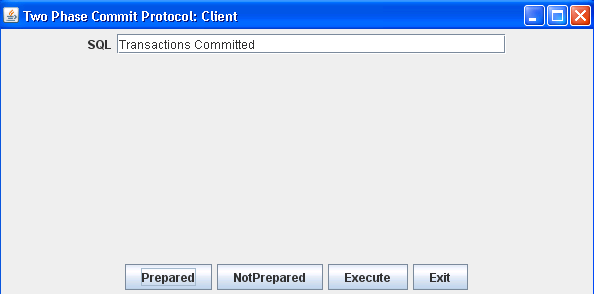 Two Phase Commit Protocol: Client
SQL Transactions Committed
Prepared NotPrepared Execute Exit